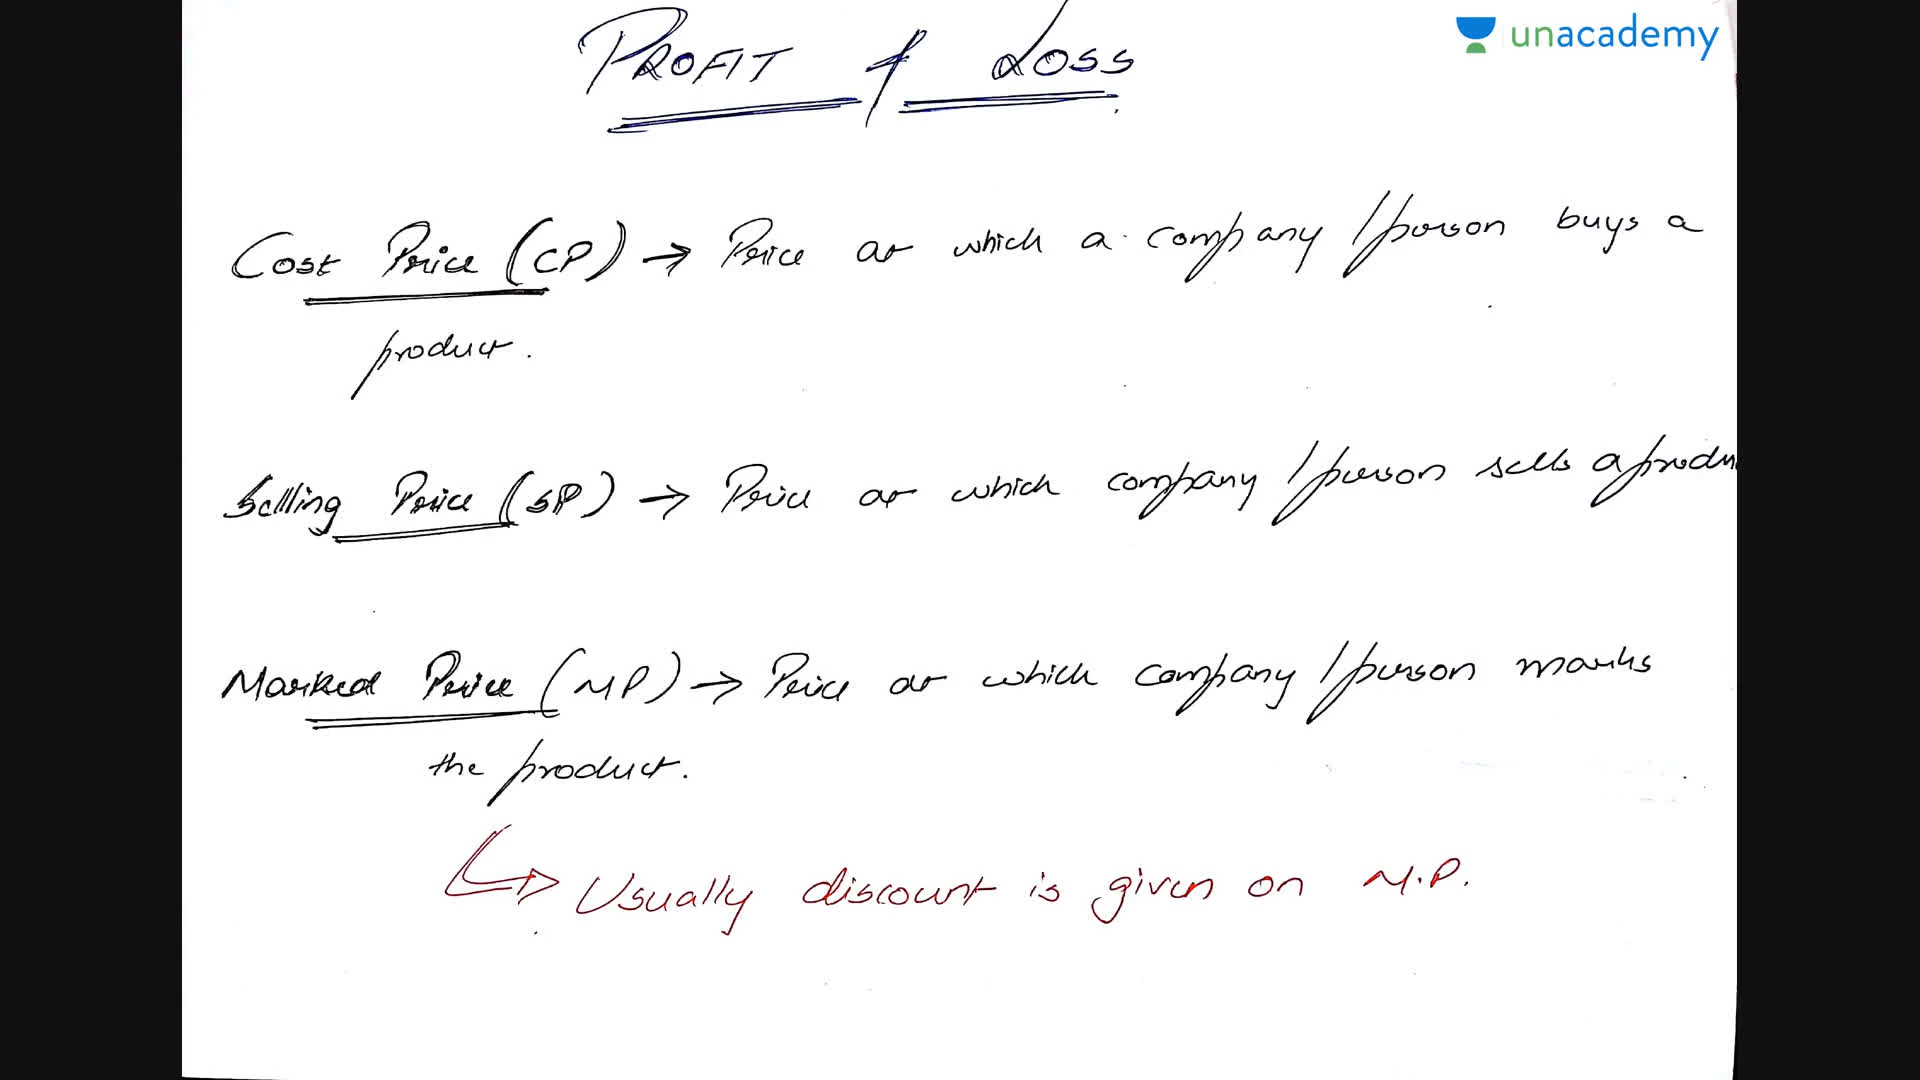 unacademy
PROFIT & LOSS
Cost Price (CP) → Price at which a company/person buys a
product.
Selling Price (SP) → Price at which company/person sells a produ
Marked Price (MP) → Price at which company/person marks
the product.
↳ Usually discount is given on M.P.